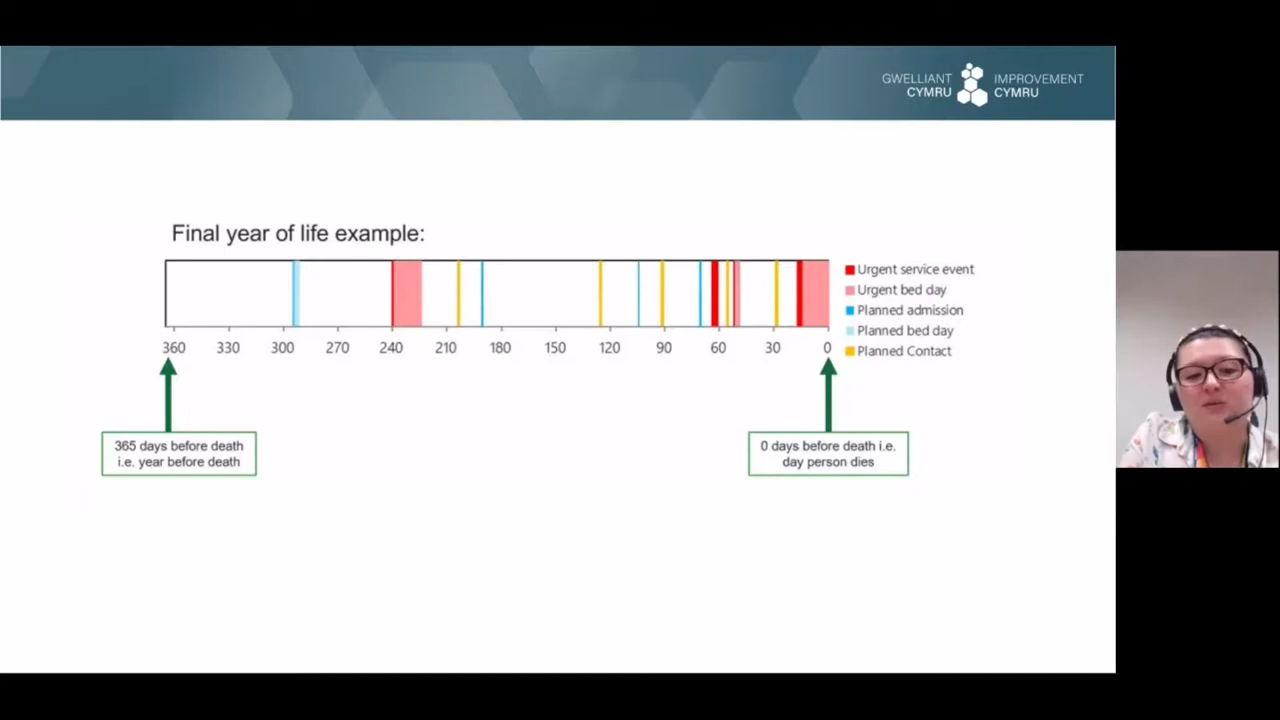 GWELLIANT
CYMRU
IMPROVEMENT
CYMRU
Final year of life example:
Urgent service event
Urgent bed day
Planned admission
Planned bed day
Planned Contact
360 330 300 270 240 210 180 150 120 90 60 30 0
365 days before death
i.e. year before death
0 days before death i.e.
day person dies